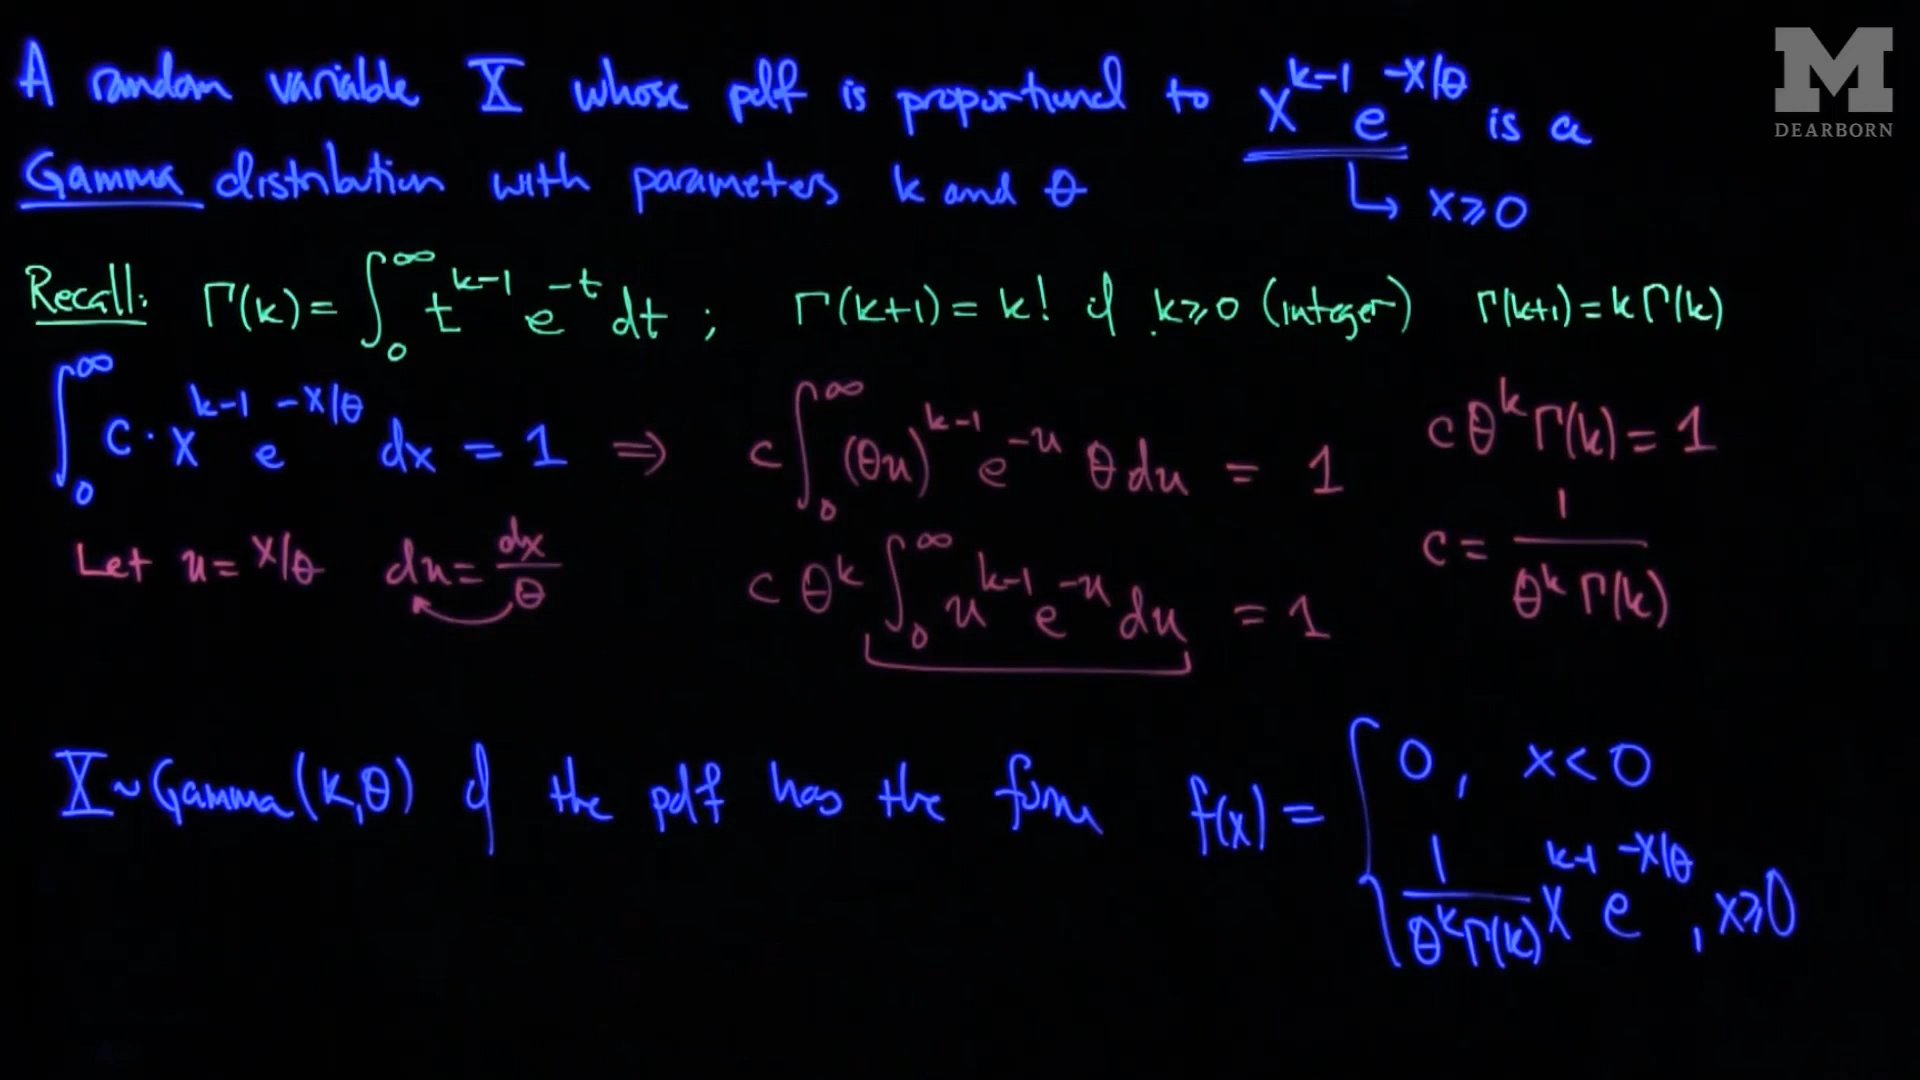 A random variable X whose pdf is proportional to x^{k-1} e^{-x/θ} is a
Gamma distribution with parameters k and θ
↳ x ≥ 0
M
DEARBORN
Recall: Γ(k) = ∫_0^∞ t^{k-1} e^{-t} dt ; Γ(k+1) = k! if k ≥ 0 (integer) Γ(k+1) = k Γ(k)
∫_0^∞ c · x^{k-1} e^{-x/θ} dx = 1 ⇒ c ∫_0^∞ (θu)^{k-1} e^{-u} θ du = 1
Let u = x/θ du = dx/θ
c θ^k ∫_0^∞ u^{k-1} e^{-u} du = 1
c θ^k Γ(k) = 1
c = 1/(θ^k Γ(k))
X ~ Gamma(k,θ) if the pdf has the form f(x) = { 0, x < 0
1/(θ^k Γ(k)) x^{k-1} e^{-x/θ}, x ≥ 0